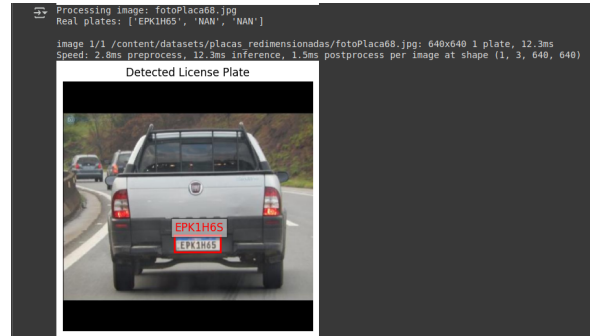 Processing image: fotoPlaca68.jpg
Real plates: ['EPK1H65', 'NAN', 'NAN']
image 1/1 /content/datasets/placas_redimensionadas/fotoPlaca68.jpg: 640x640 1 plate, 12.3ms
Speed: 2.8ms preprocess, 12.3ms inference, 1.5ms postprocess per image at shape (1, 3, 640, 640)
Detected License Plate
EPK1H6S
EPK1H65